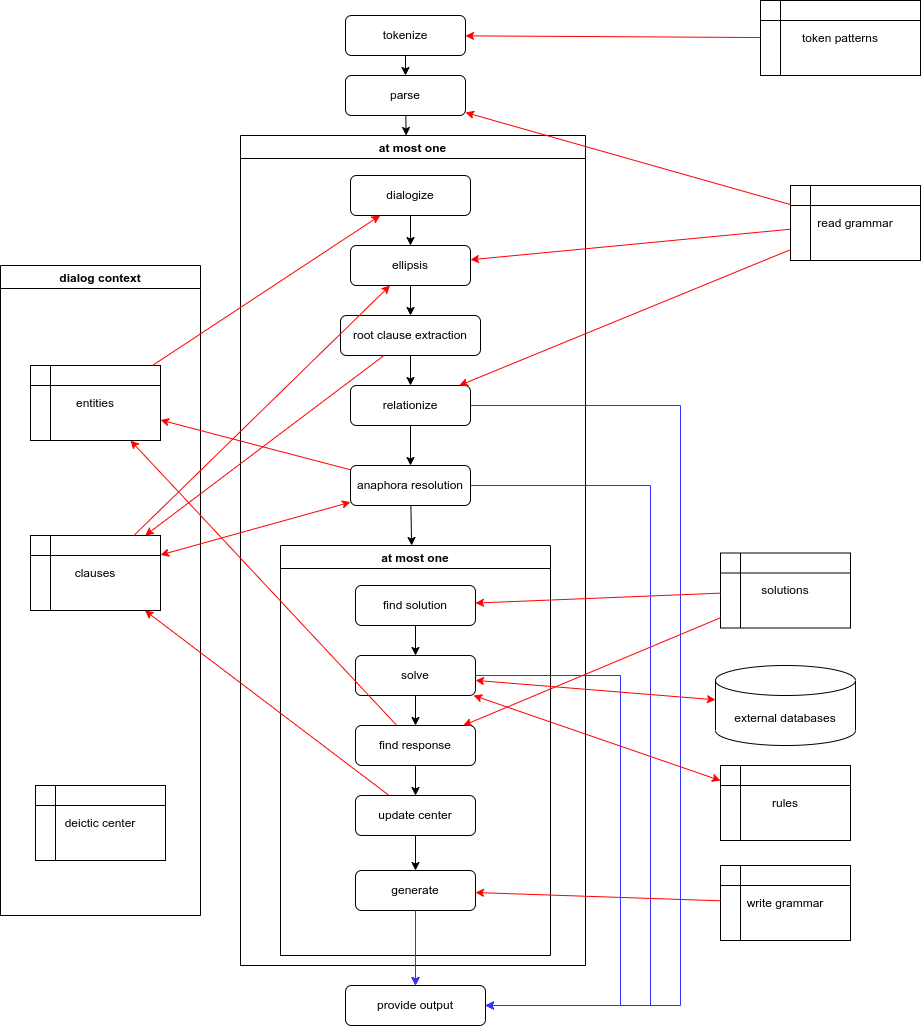 tokenize
token patterns
parse
at most one
dialogize
read grammar
ellipsis
dialog context
root clause extraction
entities
relationize
anaphora resolution
at most one
clauses
solutions
find solution
solve
external databases
find response
rules
update center
deictic center
generate
write grammar
provide output